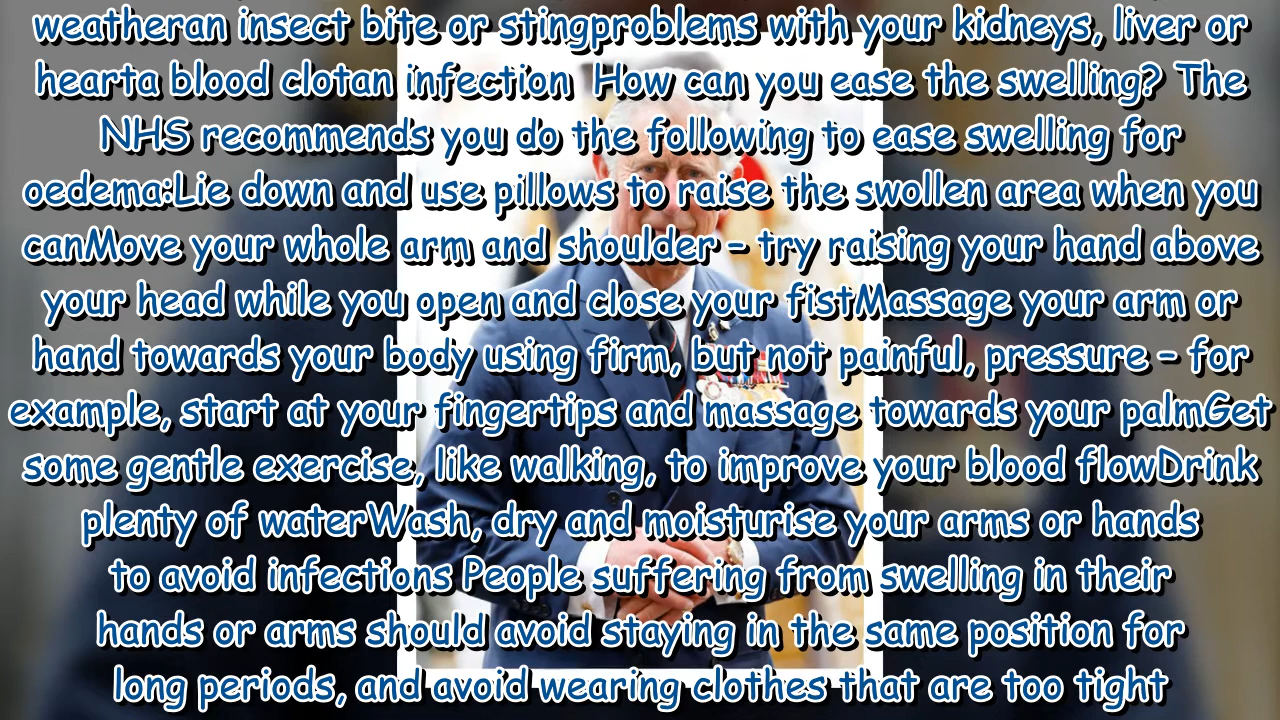 weatheran insect bite or stingproblems with your kidneys, liver or
hearta blood clotan infection  How can you ease the swelling? The
NHS recommends you do the following to ease swelling for
oedema:Lie down and use pillows to raise the swollen area when you
canMove your whole arm and shoulder – try raising your hand above
your head while you open and close your fistMassage your arm or
hand towards your body using firm, but not painful, pressure – for
example, start at your fingertips and massage towards your palmGet
some gentle exercise, like walking, to improve your blood flowDrink
plenty of waterWash, dry and moisturise your arms or hands
to avoid infections People suffering from swelling in their
hands or arms should avoid staying in the same position for
long periods, and avoid wearing clothes that are too tight